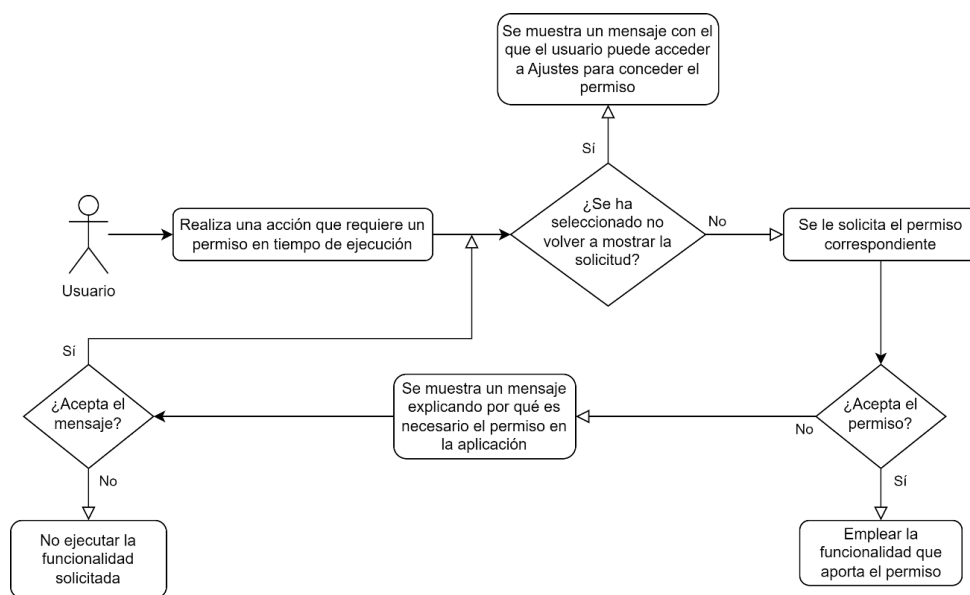 Se muestra un mensaje con el
que el usuario puede acceder
a Ajustes para conceder el
permiso
Sí
¿Se ha
seleccionado no
volver a mostrar la
solicitud?
No
Realiza una acción que requiere un
permiso en tiempo de ejecución
Se le solicita el permiso
correspondiente
Usuario
Sí
¿Acepta el
mensaje?
Se muestra un mensaje
explicando por qué es
necesario el permiso en
la aplicación
¿Acepta el
permiso?
No
No
Sí
No ejecutar la
funcionalidad
solicitada
Emplear la
funcionalidad que
aporta el permiso